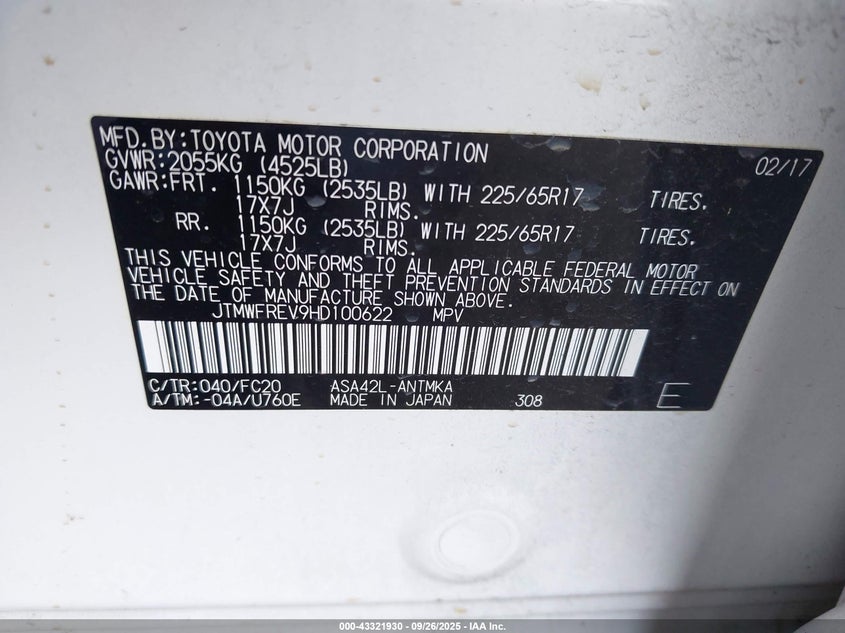 MFD.BY:TOYOTA MOTOR CORPORATION 02/17
GVWR:2055KG (4525LB)
GAWR:FRT. 1150KG (2535LB) WITH 225/65R17 TIRES.
17X7J RIMS.
RR. 1150KG (2535LB) WITH 225/65R17 TIRES.
17X7J RIMS.
THIS VEHICLE CONFORMS TO ALL APPLICABLE FEDERAL MOTOR
VEHICLE SAFETY AND THEFT PREVENTION STANDARDS IN EFFECT ON
THE DATE OF MANUFACTURE SHOWN ABOVE.
JTMWFREV9HD100622 MPV
C/TR:040/FC20 ASA42L-ANTMKA
A/TM:-04A/U760E MADE IN JAPAN 308 E
000-43321930 - 09/26/2025 - IAA Inc.